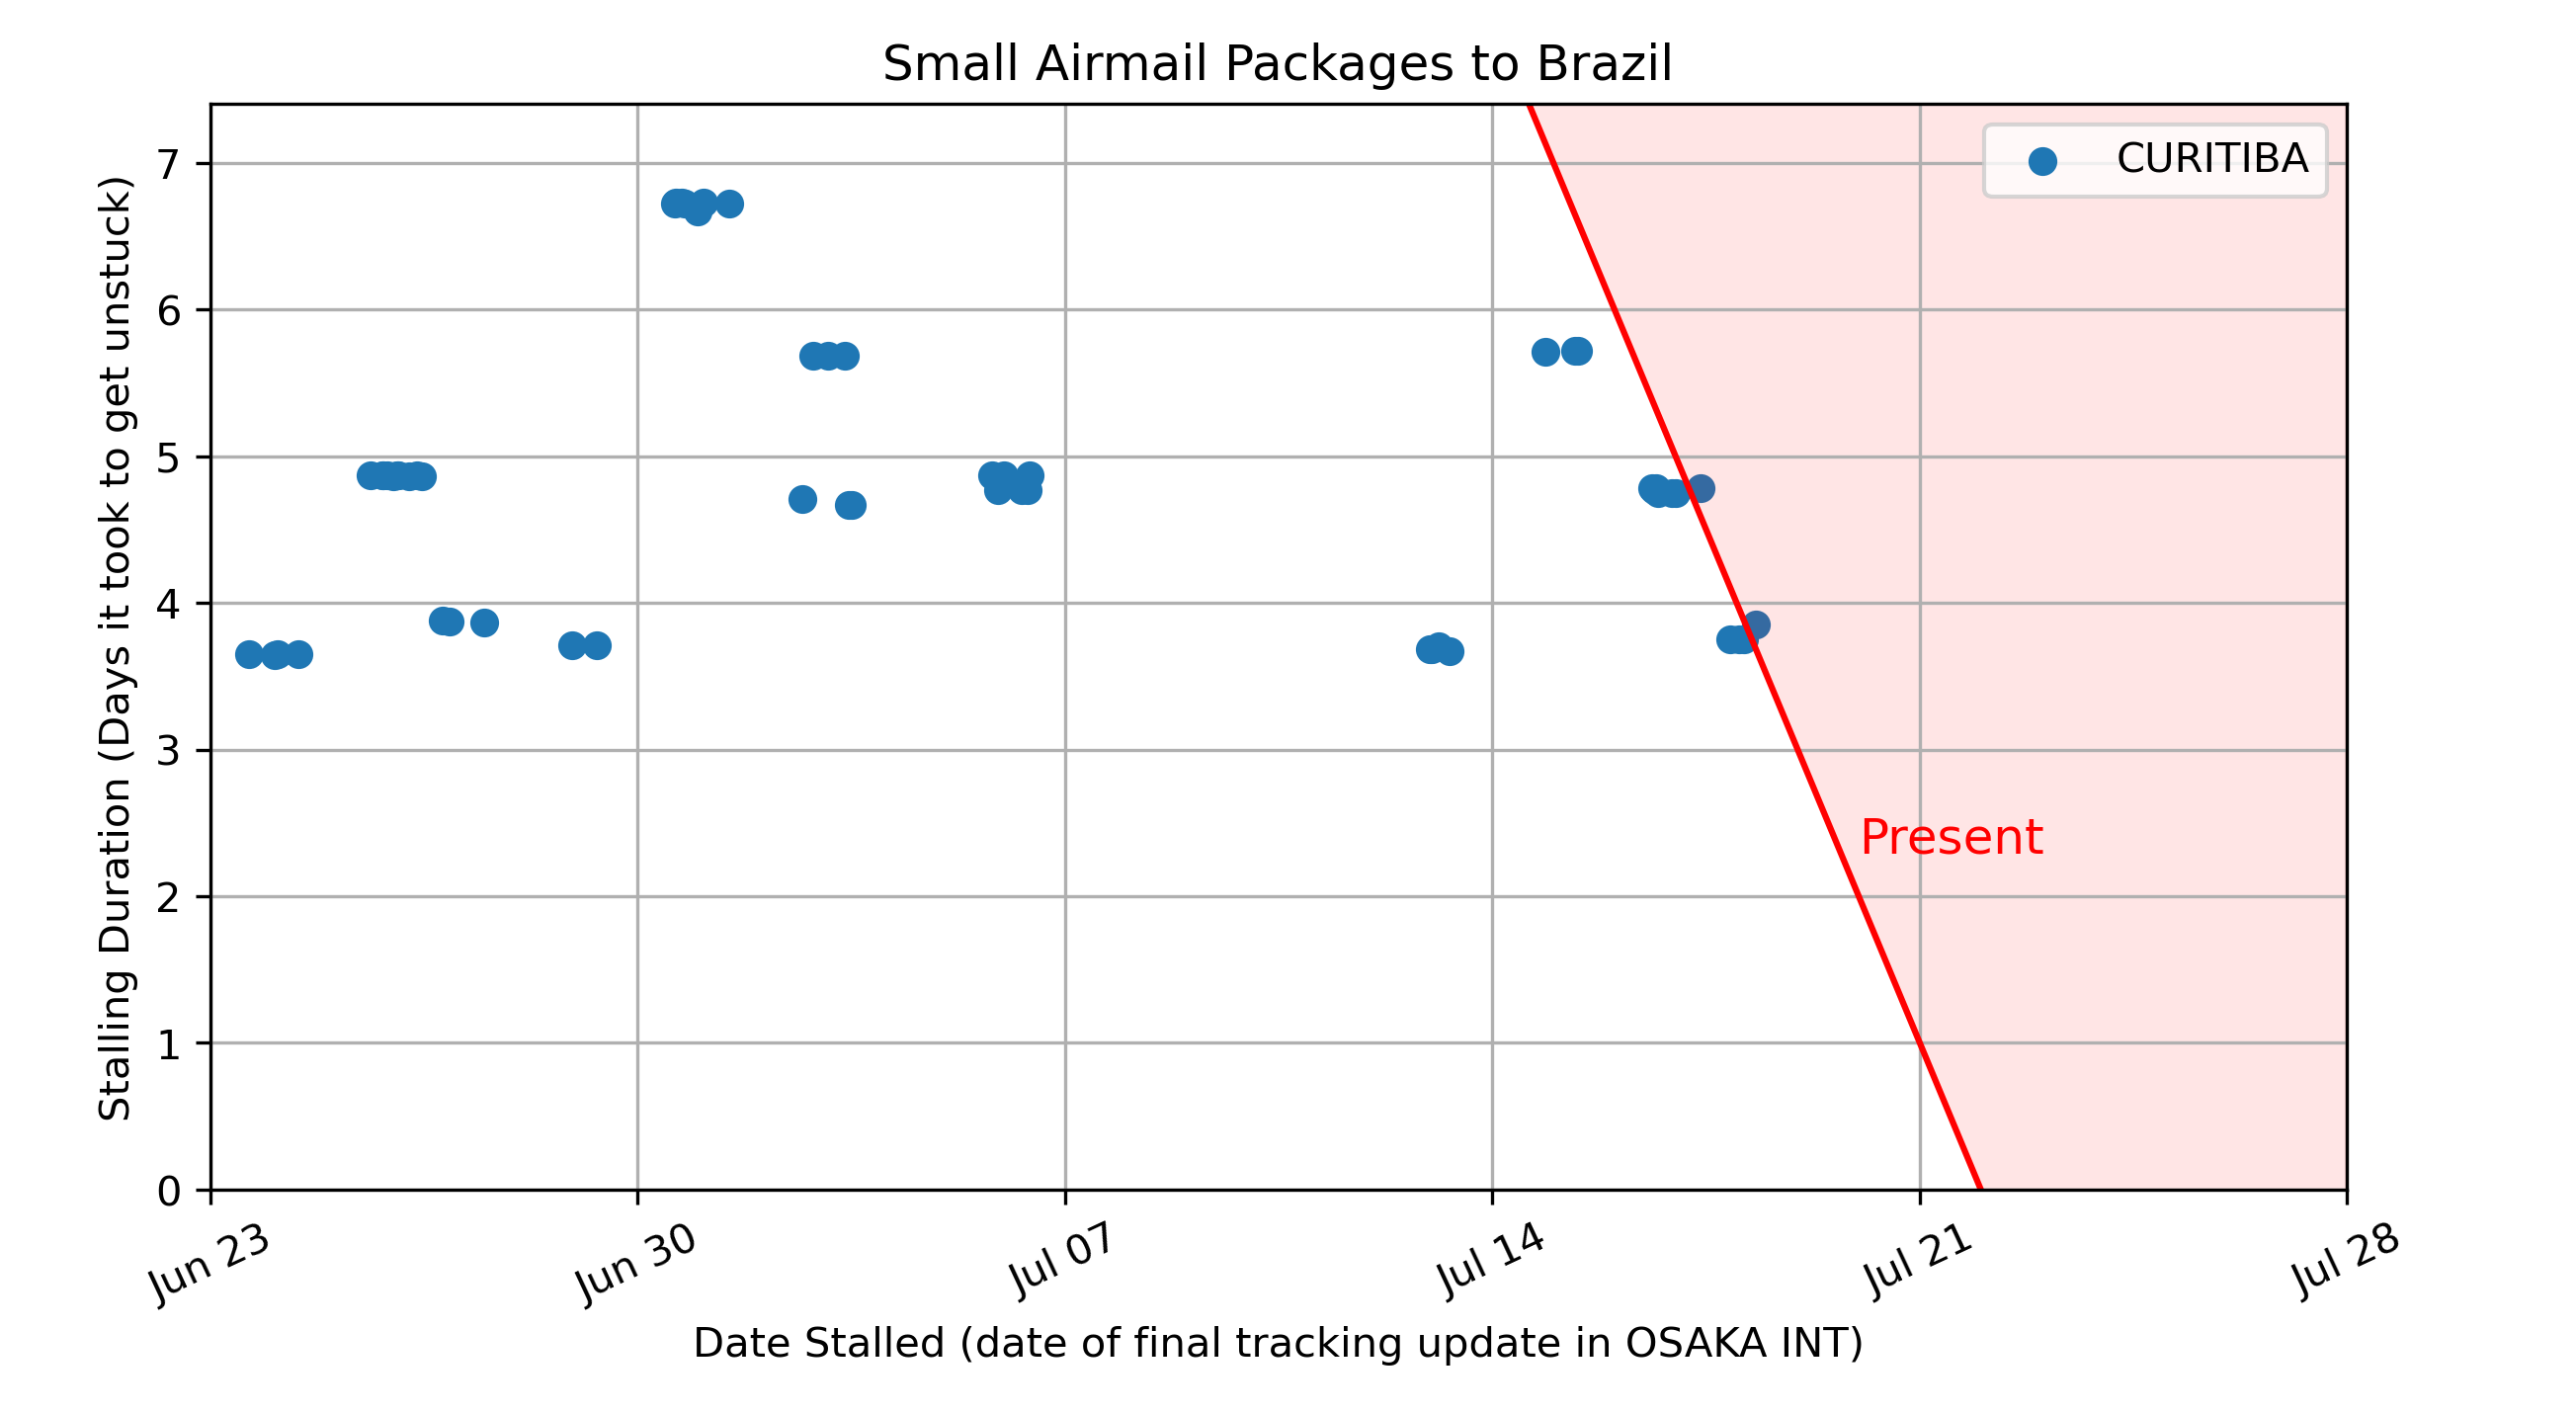 Small Airmail Packages to Brazil
CURITIBA
Stalling Duration (Days it took to get unstuck)
7
6
5
4
3
2
1
0
Present
Jun 23
Jun 30
Jul 07
Jul 14
Jul 21
Jul 28
Date Stalled (date of final tracking update in OSAKA INT)